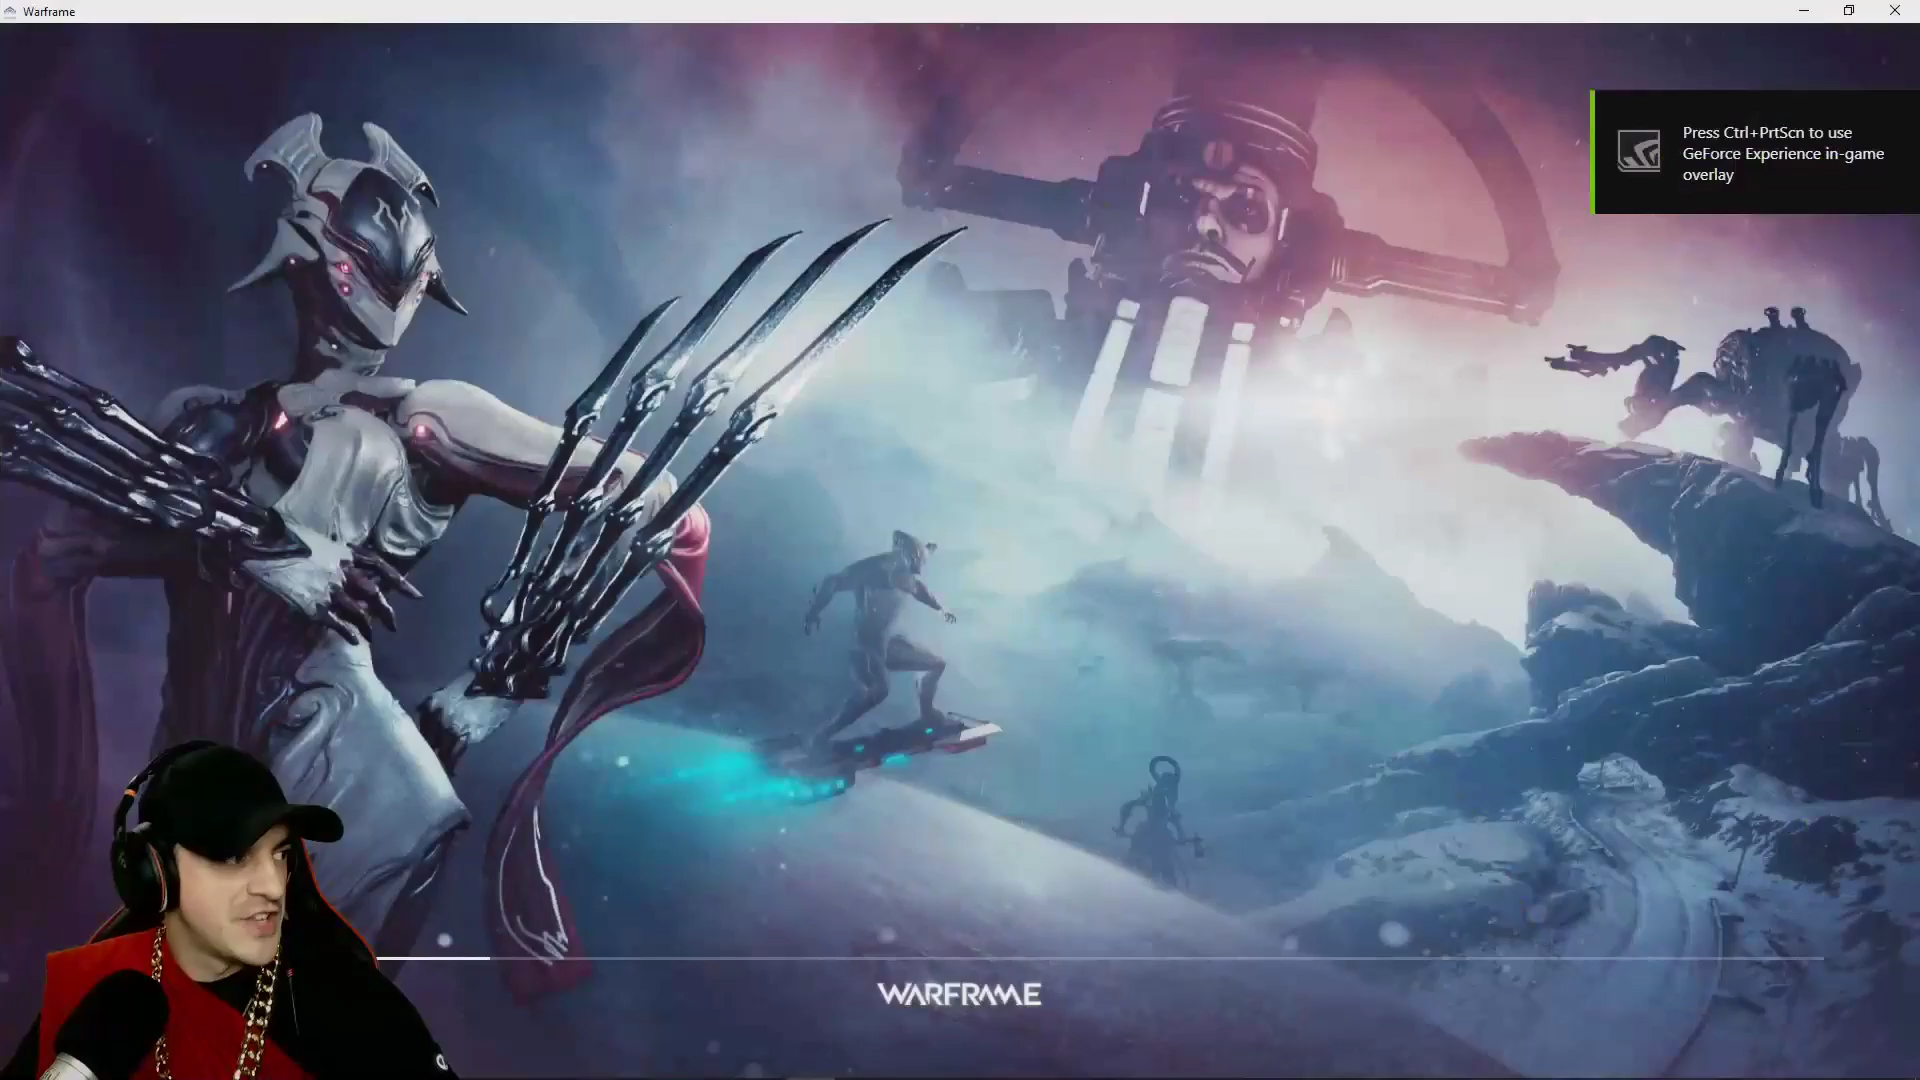 Warframe
Press Ctrl+PrtScn to use
GeForce Experience in-game
overlay
WARFRAME